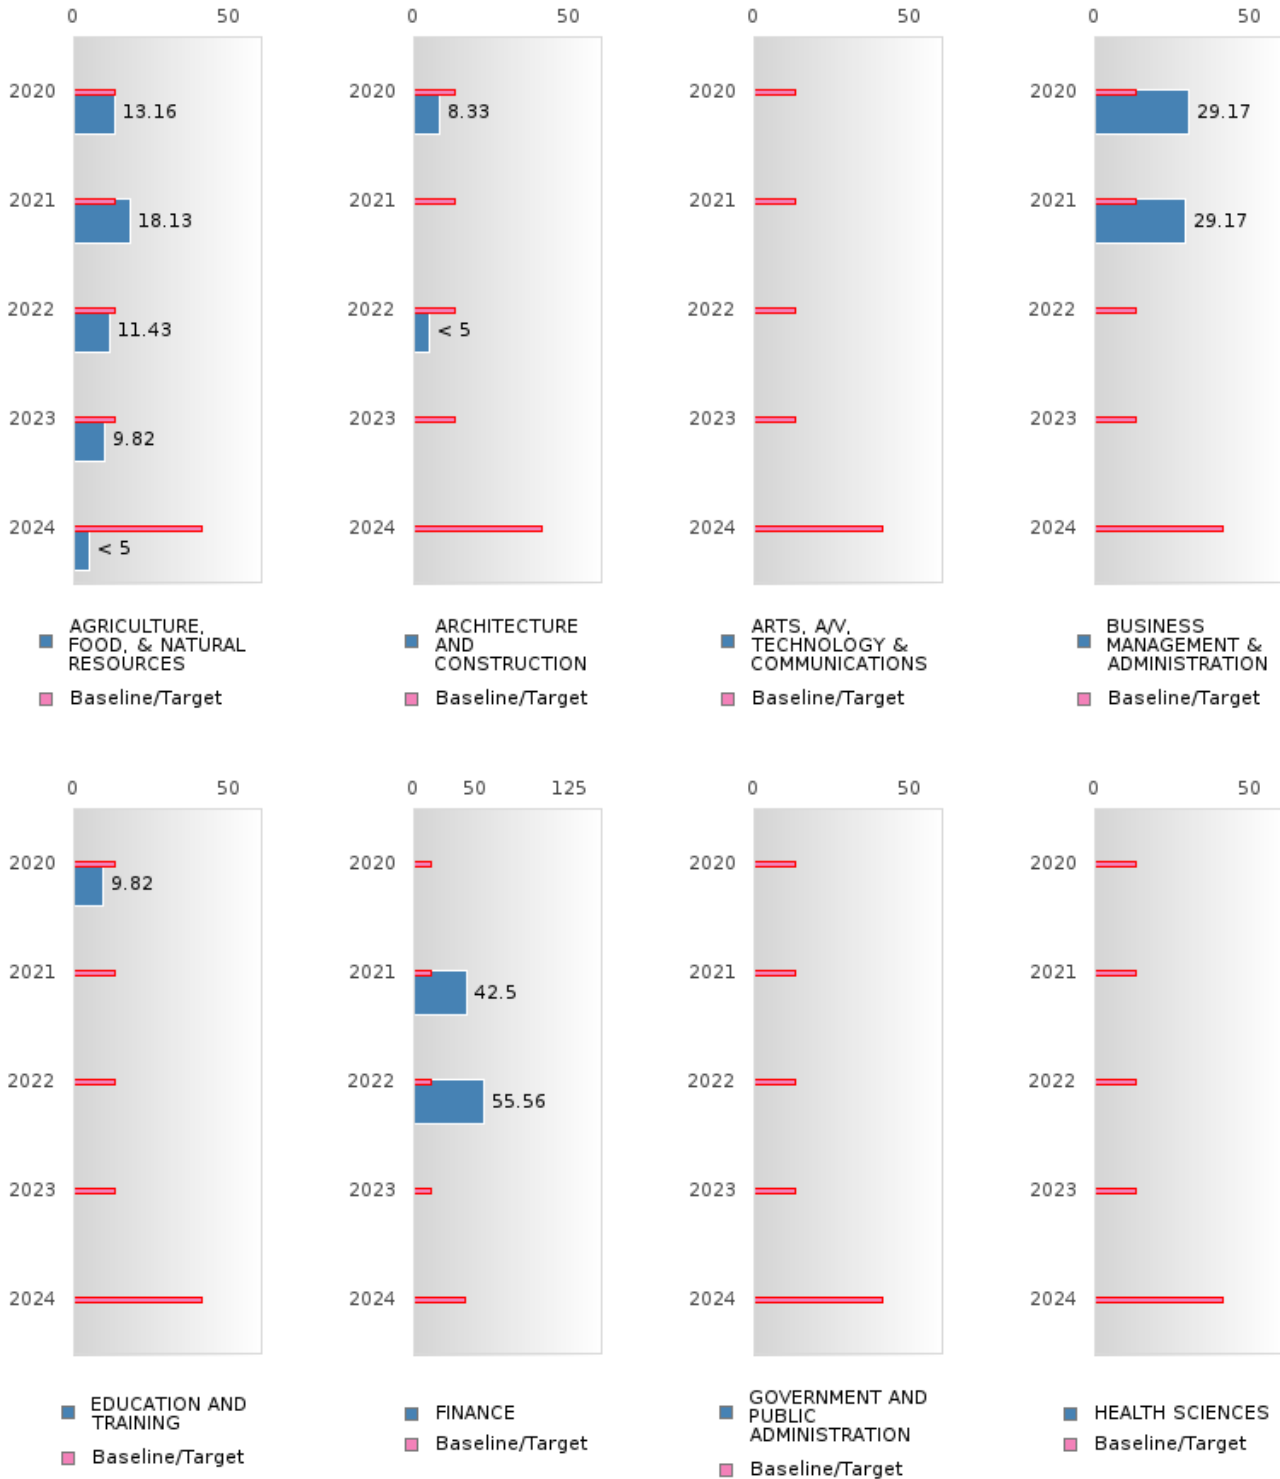 0 50
0 50
0 50
0 50
2020
13.16
2021
18.13
2022
11.43
2023
9.82
2024
< 5
2020
8.33
2021
2022
< 5
2023
2024
2020
2021
2022
2023
2024
2020
29.17
2021
29.17
2022
2023
2024
AGRICULTURE,
FOOD, & NATURAL
RESOURCES
Baseline/Target
ARCHITECTURE
AND
CONSTRUCTION
Baseline/Target
ARTS, A/V,
TECHNOLOGY &
COMMUNICATIONS
Baseline/Target
BUSINESS
MANAGEMENT &
ADMINISTRATION
Baseline/Target
0 50
0 50 125
0 50
0 50
2020
9.82
2021
2022
2023
2024
2020
2021
42.5
2022
55.56
2023
2024
2020
2021
2022
2023
2024
2020
2021
2022
2023
2024
EDUCATION AND
TRAINING
Baseline/Target
FINANCE
Baseline/Target
GOVERNMENT AND
PUBLIC
ADMINISTRATION
Baseline/Target
HEALTH SCIENCES
Baseline/Target